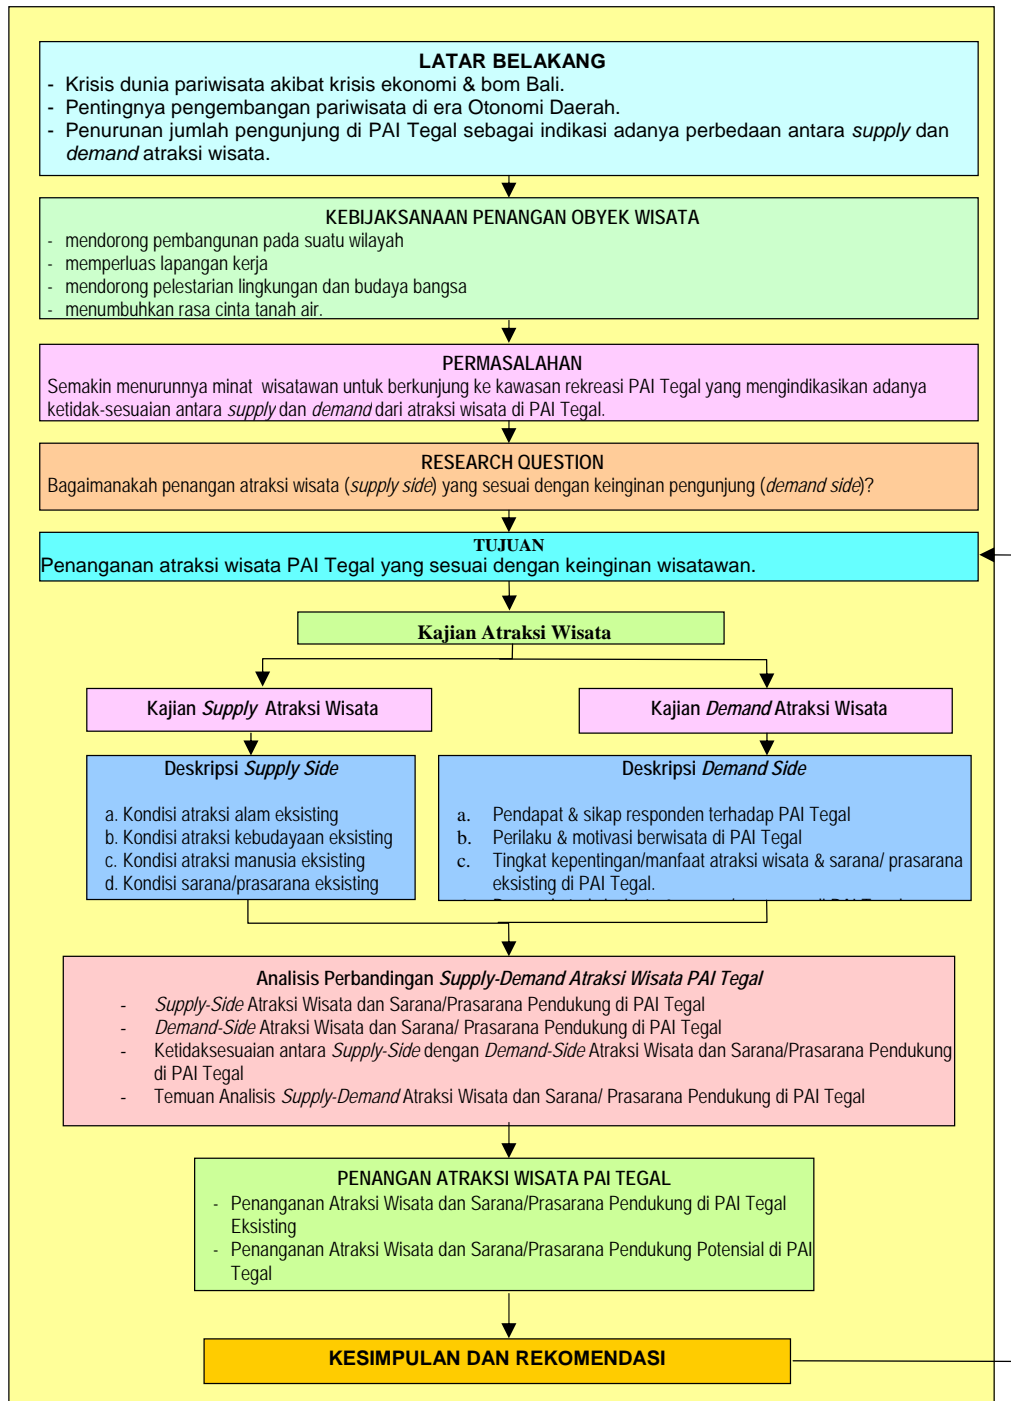 LATAR BELAKANG
- Krisis dunia pariwisata akibat krisis ekonomi & bom Bali.
- Pentingnya pengembangan pariwisata di era Otonomi Daerah.
- Penurunan jumlah pengunjung di PAI Tegal sebagai indikasi adanya perbedaan antara supply dan
demand atraksi wisata.
KEBIJAKSANAAN PENANGAN OBYEK WISATA
- mendorong pembangunan pada suatu wilayah
- memperluas lapangan kerja
- mendorong pelestarian lingkungan dan budaya bangsa
- menumbuhkan rasa cinta tanah air.
PERMASALAHAN
Semakin menurunnya minat wisatawan untuk berkunjung ke kawasan rekreasi PAI Tegal yang mengindikasikan adanya
ketidak-sesuaian antara supply dan demand dari atraksi wisata di PAI Tegal.
RESEARCH QUESTION
Bagaimanakah penangan atraksi wisata (supply side) yang sesuai dengan keinginan pengunjung (demand side)?
TUJUAN
Penanganan atraksi wisata PAI Tegal yang sesuai dengan keinginan wisatawan.
Kajian Atraksi Wisata
Kajian Supply Atraksi Wisata
Kajian Demand Atraksi Wisata
Deskripsi Supply Side
a. Kondisi atraksi alam eksisting
b. Kondisi atraksi kebudayaan eksisting
c. Kondisi atraksi manusia eksisting
d. Kondisi sarana/prasarana eksisting
Deskripsi Demand Side
a. Pendapat & sikap responden terhadap PAI Tegal
b. Perilaku & motivasi berwisata di PAI Tegal
c. Tingkat kepentingan/manfaat atraksi wisata & sarana/ prasarana
eksisting di PAI Tegal.
Analisis Perbandingan Supply-Demand Atraksi Wisata PAI Tegal
- Supply-Side Atraksi Wisata dan Sarana/Prasarana Pendukung di PAI Tegal
- Demand-Side Atraksi Wisata dan Sarana/ Prasarana Pendukung di PAI Tegal
- Ketidaksesuaian antara Supply-Side dengan Demand-Side Atraksi Wisata dan Sarana/Prasarana Pendukung
di PAI Tegal
- Temuan Analisis Supply-Demand Atraksi Wisata dan Sarana/ Prasarana Pendukung di PAI Tegal
PENANGAN ATRAKSI WISATA PAI TEGAL
- Penanganan Atraksi Wisata dan Sarana/Prasarana Pendukung di PAI Tegal
Eksisting
- Penanganan Atraksi Wisata dan Sarana/Prasarana Pendukung Potensial di PAI
Tegal
KESIMPULAN DAN REKOMENDASI